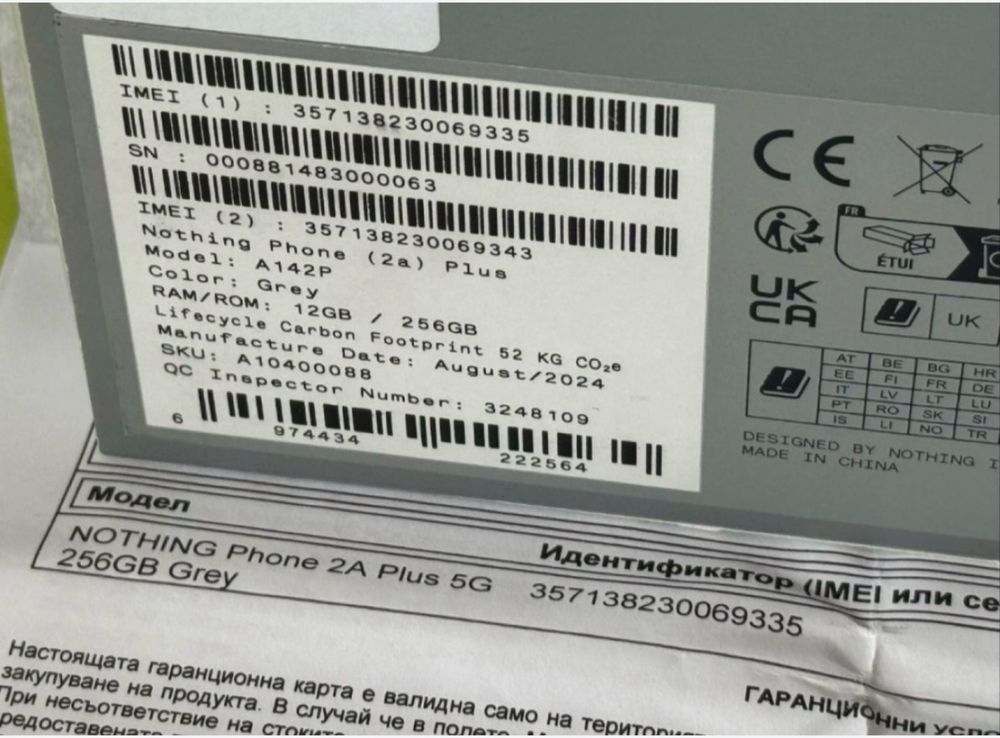 IMEI (1) : 357138230069335
SN : 000881483000063
IMEI (2) : 357138230069343
Nothing Phone (2a) Plus
Model: A142P
Color: Grey
RAM/ROM: 12GB / 256GB
Lifecycle Carbon Footprint 52 KG CO₂e
Manufacture Date: August/2024
SKU: A10400088
QC Inspector Number: 3248109
6 974434 222564
CE
FR
ÉTUI
UK
CA
UK
AT BE BG HR
EE FI FR DE
IT LV LT LU
PT RO SK SI
IS LI NO TR
DESIGNED BY NOTHING
MADE IN CHINA
Модел
Идентификатор (IMEI или се
NOTHING Phone 2A Plus 5G 357138230069335
256GB Grey
Настоящата гаранционна карта е валидна само на територи
закупуване на продукта. В случай че в полето
При несъответствие на стоки
предоставената
ГАРАНЦИОННИ УСЛО